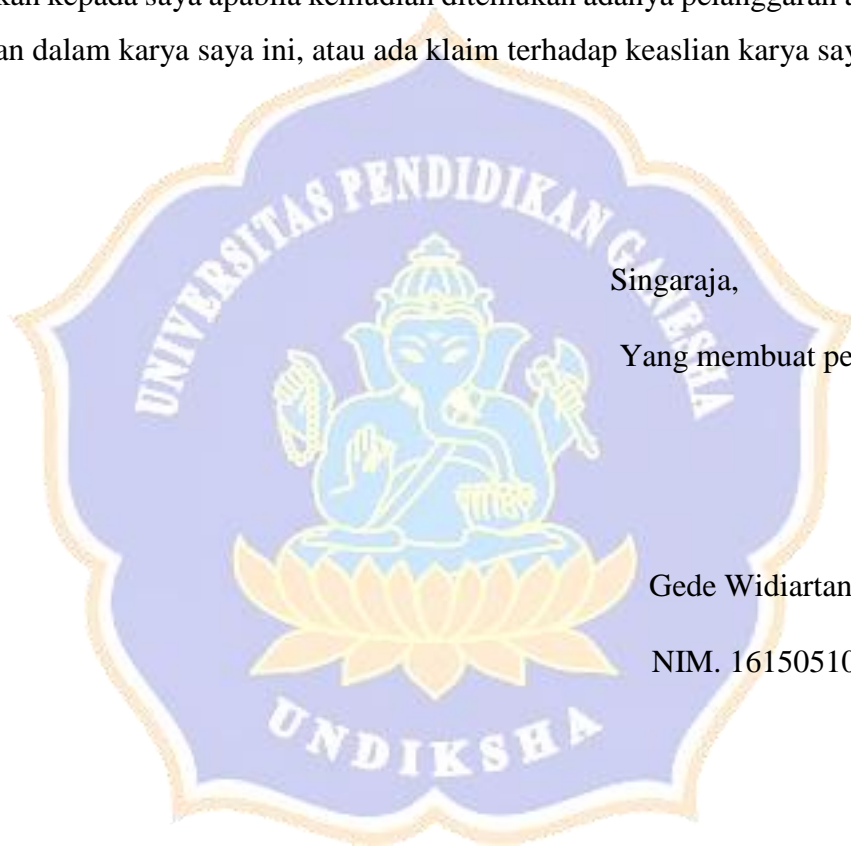 kan kepada saya apabila kemudian ditemukan adanya pelanggaran
an dalam karya saya ini, atau ada klaim terhadap keaslian karya say
UNIVERSITAS PENDIDIKAN GANESHA
Singaraja,
Yang membuat pe
Gede Widiartan
NIM. 16150510
UNDIKSHA